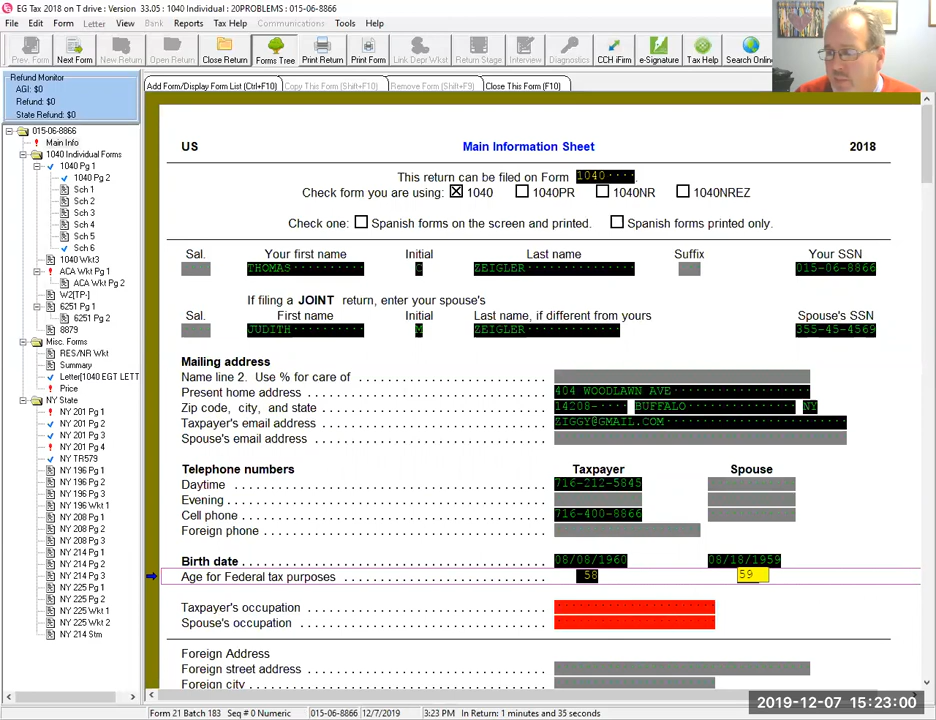 EG Tax 2018 on T drive : Version : 33.05 : 1040 Individual : 20PROBLEMS : 015-06-8866
File Edit Form Letter View Bank Reports Tax Help Communications Tools Help
Prev. Form Next Form New Return Open Return Close Return Forms Tree Print Return Print Form Link Depr Wkst Return Stage Interview Diagnostics CCH iFirm e-Signature Tax Help Search Online
Refund Monitor
AGI: $0
Refund: $0
State Refund: $0
Add Form/Display Form List (Ctrl+F10) Copy This Form (Shift+F10) Remove Form (Shift+F9) Close This Form (F10)
015-06-8866
Main Info
1040 Individual Forms
1040 Pg 1
1040 Pg 2
Sch 1
Sch 2
Sch 3
Sch 4
Sch 5
Sch 6
1040 Wkt3
ACA Wkt Pg 1
ACA Wkt Pg 2
W2[TP-]
6251 Pg 1
6251 Pg 2
8879
Misc. Forms
RES/NR Wkt
Summary
Letter[1040 EGT LETT
Price
NY State
NY 201 Pg 1
NY 201 Pg 2
NY 201 Pg 3
NY 201 Pg 4
NY TR579
NY 196 Pg 1
NY 196 Pg 2
NY 196 Pg 3
NY 196 Wkt 1
NY 208 Pg 1
NY 208 Pg 2
NY 208 Pg 3
NY 214 Pg 1
NY 214 Pg 2
NY 214 Pg 3
NY 225 Pg 1
NY 225 Pg 2
NY 225 Wkt 1
NY 225 Wkt 2
NY 214 Stm
US Main Information Sheet 2018
This return can be filed on Form 1040 .
Check form you are using: 1040 1040PR 1040NR 1040NREZ
Check one: Spanish forms on the screen and printed. Spanish forms printed only.
Sal. Your first name Initial Last name Suffix Your SSN
THOMAS C ZEIGLER 015-06-8866
If filing a JOINT return, enter your spouse's
Sal. First name Initial Last name, if different from yours Spouse's SSN
JUDITH M ZEIGLER 355-45-4569
Mailing address
Name line 2. Use % for care of
Present home address 404 WOODLAWN AVE
Zip code, city, and state 14208- BUFFALO NY
Taxpayer's email address ZIGGY@GMAIL.COM
Spouse's email address
Telephone numbers Taxpayer Spouse
Daytime 716-212-5845
Evening
Cell phone 716-400-8866
Foreign phone
Birth date 08/08/1960 08/18/1959
Age for Federal tax purposes 58 59
Taxpayer's occupation
Spouse's occupation
Foreign Address
Foreign street address
Foreign city
2019-12-07 15:23:00
Form 21 Batch 183 Seq # 0 Numeric 015-06-8866 12/7/2019 3:23 PM In Return: 1 minutes and 35 seconds